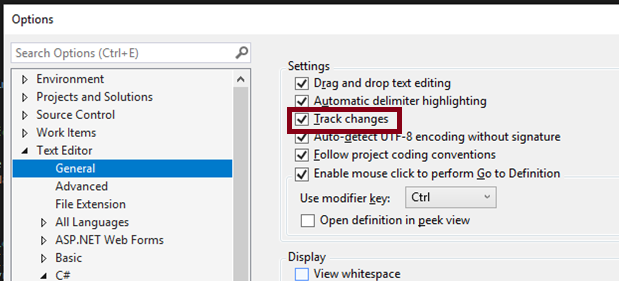 Options
Search Options (Ctrl+E)
Environment
Projects and Solutions
Source Control
Work Items
Text Editor
General
Advanced
File Extension
All Languages
ASP.NET Web Forms
Basic
C#
Settings
Drag and drop text editing
Automatic delimiter highlighting
Track changes
Auto-detect UTF-8 encoding without signature
Follow project coding conventions
Enable mouse click to perform Go to Definition
Use modifier key: Ctrl
Open definition in peek view
Display
View whitespace